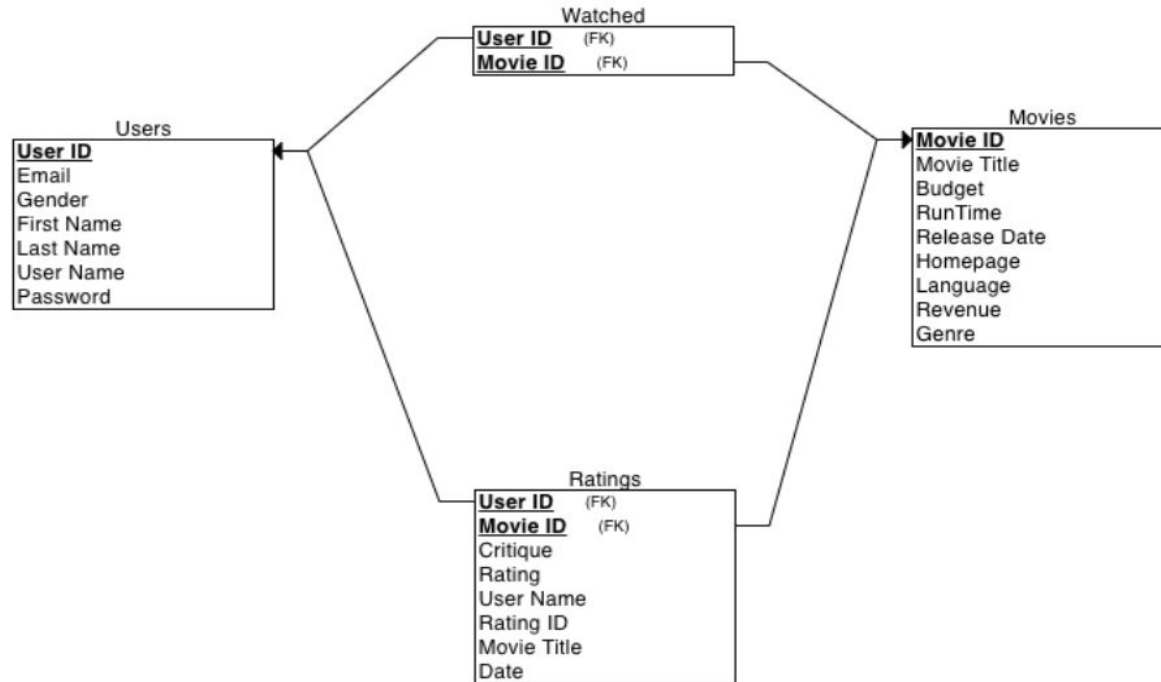 Watched
User ID (FK)
Movie ID (FK)
Users
User ID
Email
Gender
First Name
Last Name
User Name
Password
Movies
Movie ID
Movie Title
Budget
RunTime
Release Date
Homepage
Language
Revenue
Genre
Ratings
User ID (FK)
Movie ID (FK)
Critique
Rating
User Name
Rating ID
Movie Title
Date